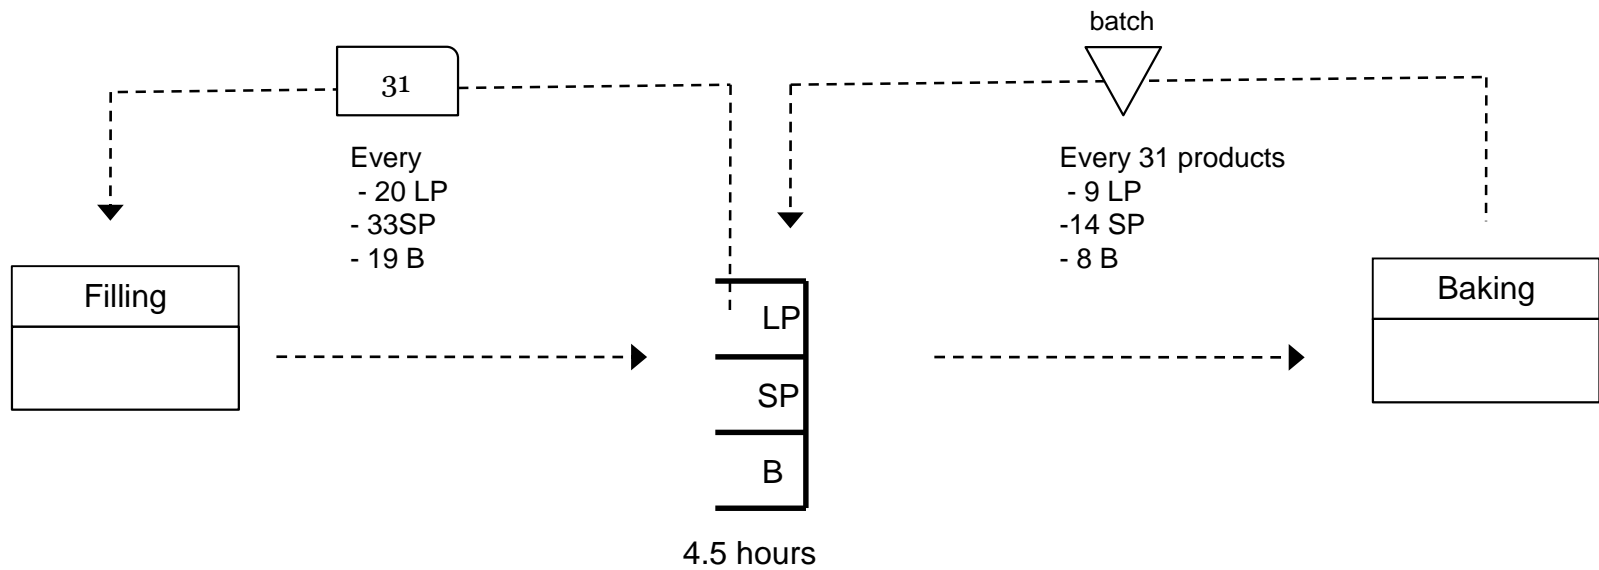 batch
31
Every
- 20 LP
- 33SP
- 19 B
Every 31 products
- 9 LP
-14 SP
- 8 B
Filling
Baking
LP
SP
B
4.5 hours